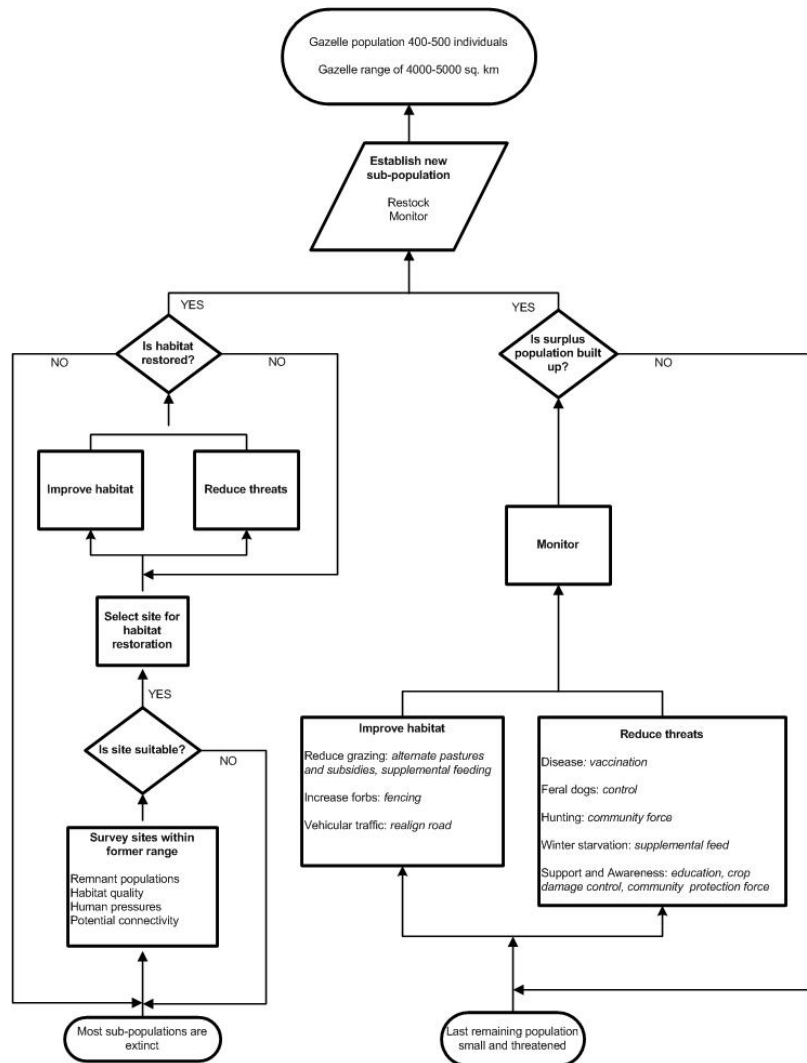 Gazelle population 400-500 individuals
Gazelle range of 4000-5000 sq. km
Establish new
sub-population
Restock
Monitor
YES
YES
Is habitat
restored?
NO
NO
Is surplus
population built
up?
NO
Improve habitat
Reduce threats
Monitor
Select site for
habitat
restoration
YES
Is site suitable?
NO
Survey sites within
former range
Remnant populations
Habitat quality
Human pressures
Potential connectivity
Improve habitat
Reduce grazing: alternate pastures
and subsidies, supplemental feeding
Increase forbs: fencing
Vehicular traffic: realign road
Reduce threats
Disease: vaccination
Feral dogs: control
Hunting: community force
Winter starvation: supplemental feed
Support and Awareness: education, crop
damage control, community protection force
Most sub-populations are
extinct
Last remaining population
small and threatened